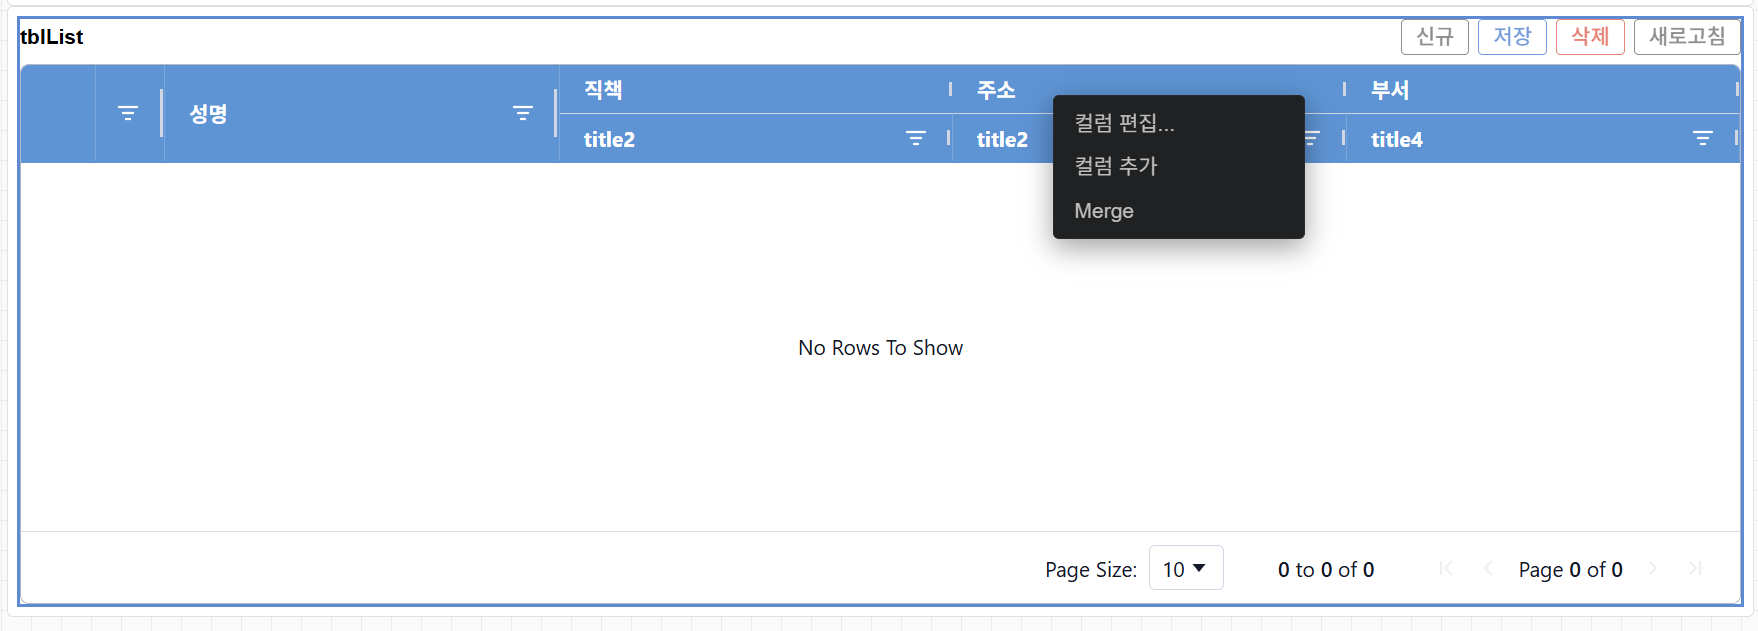 tblList
신규 저장 삭제 새로고침
성명 직책 주소 부서
title2 title2 title4
컬럼 편집...
컬럼 추가
Merge
No Rows To Show
Page Size: 10 0 to 0 of 0 Page 0 of 0